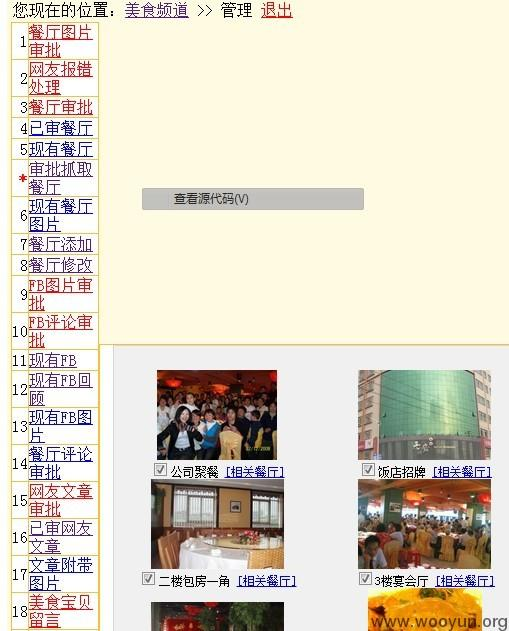 您现在的位置：美食频道 >> 管理 退出
1 餐厅图片
审批
2 网友报错
处理
3 餐厅审批
4 已审餐厅
5 现有餐厅
* 审批抓取
餐厅
6 现有餐厅
图片
7 餐厅添加
8 餐厅修改
9 FB图片审
批
10 FB评论审
批
11 现有FB
12 现有FB回
顾
13 现有FB图
片
14 餐厅评论
审批
15 网友文章
审批
16 已审网友
文章
17 文章附带
图片
18 美食宝贝
留言
查看源代码(V)
公司聚餐 [相关餐厅]
饭店招牌 [相关餐厅]
二楼包房一角 [相关餐厅]
3楼宴会厅 [相关餐厅]
www.wooyun.org